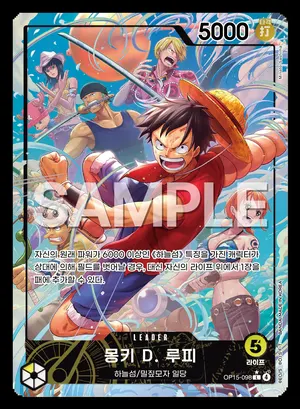 5000
打
SAMPLE
자신의 원래 파워가 6000 이상인 《하늘섬》 특징을 가진 캐릭터가
상대에 의해 필드를 벗어날 경우, 대신 자신의 라이프 위에서 1장을
패에 추가할 수 있다.
LEADER
몽키 D. 루피
하늘섬/밀짚모자 일당
5
라이프
OP15-098 L 4